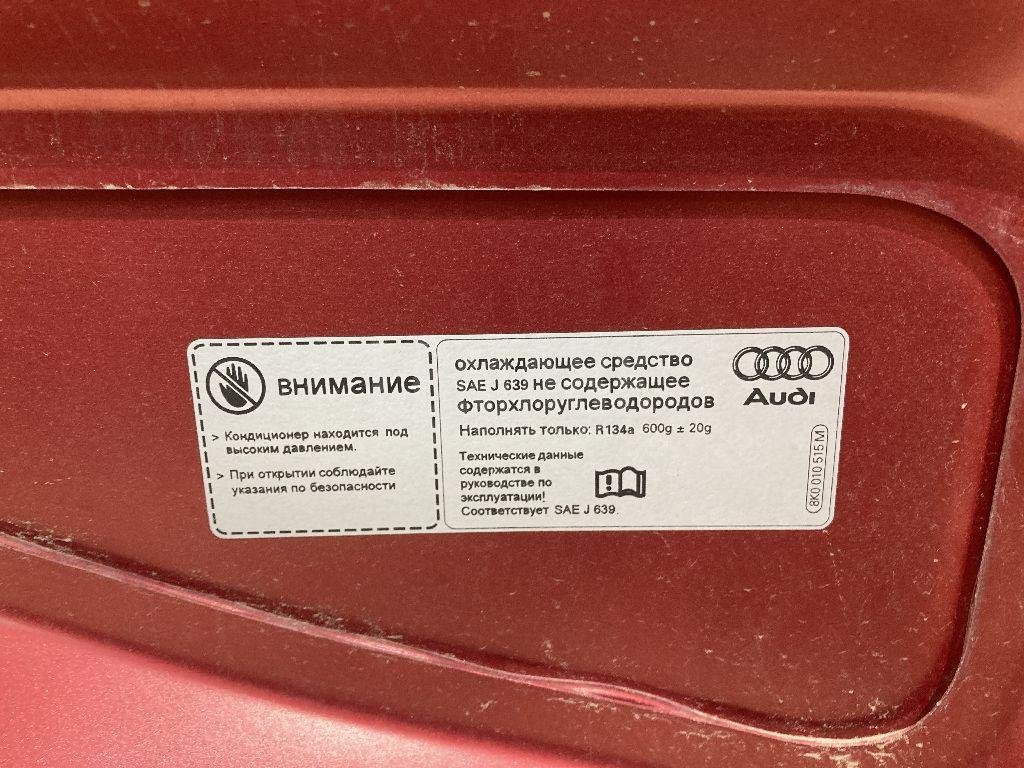 ВНИМАНИЕ
> Кондиционер находится под
высоким давлением.
> При открытии соблюдайте
указания по безопасности
охлаждающее средство
SAE J 639 не содержащее
Фторхлоруглеводородов
Наполнять только: R134a 600g ± 20g
Технические данные
содержатся в
руководстве по
эксплуатации!
Соответствует SAE J 639.
Audi
8K0 010 515 M